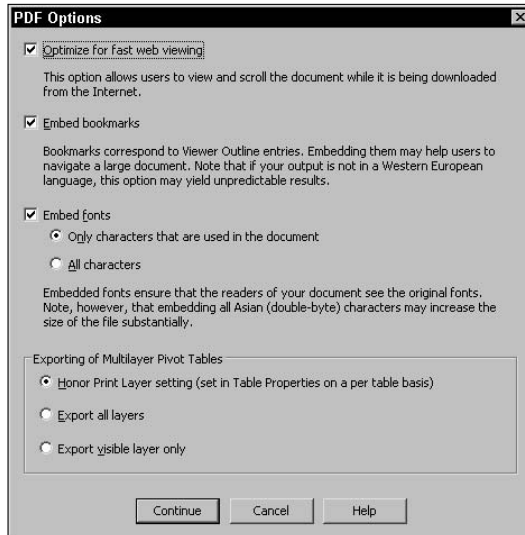 PDF Options
Optimize for fast web viewing
This option allows users to view and scroll the document while it is being downloaded
from the Internet.
Embed bookmarks
Bookmarks correspond to Viewer Outline entries. Embedding them may help users to
navigate a large document. Note that if your output is not in a Western European
language, this option may yield unpredictable results.
Embed fonts
Only characters that are used in the document
All characters
Embedded fonts ensure that the readers of your document see the original fonts.
Note, however, that embedding all Asian (double-byte) characters may increase the
size of the file substantially.
Exporting of Multilayer Pivot Tables
Honor Print Layer setting (set in Table Properties on a per table basis)
Export all layers
Export visible layer only
Continue Cancel Help